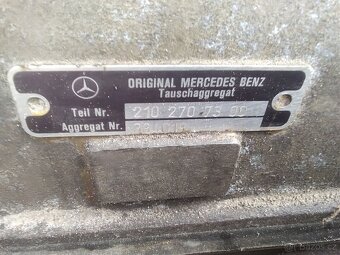 ORIGINAL MERCEDES BENZ
Tauschaggregat
Teil Nr. 210 270 73 00
Aggregat Nr.